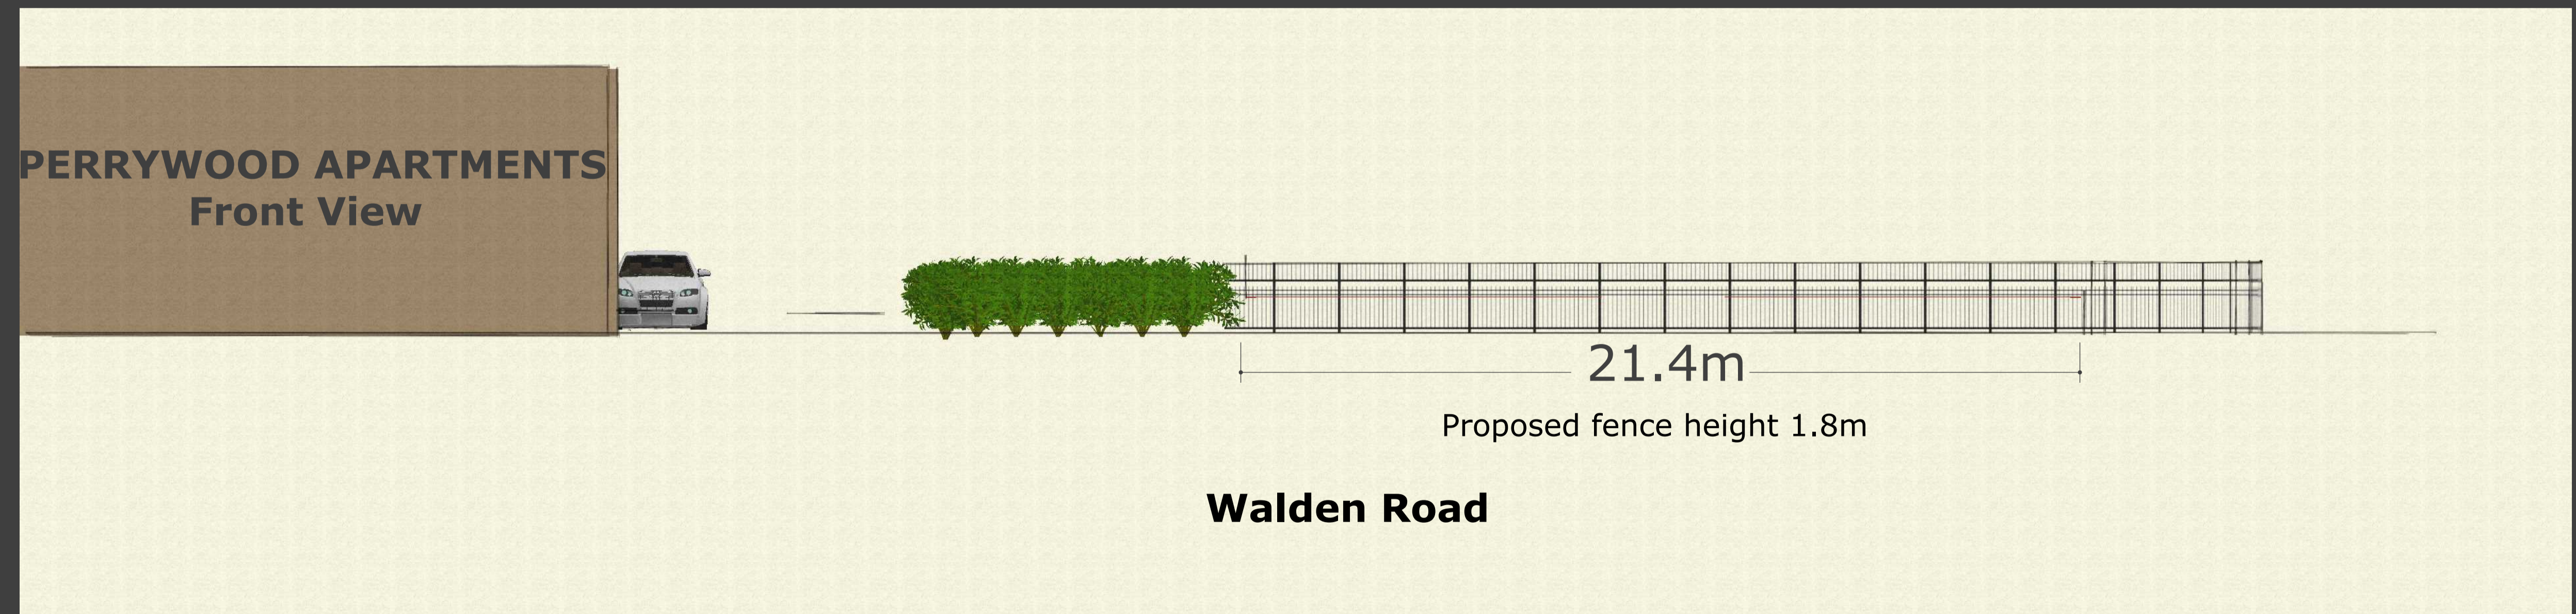 PERRYWOOD APARTMENTS
Front View
21.4m
Proposed fence height 1.8m
Walden Road